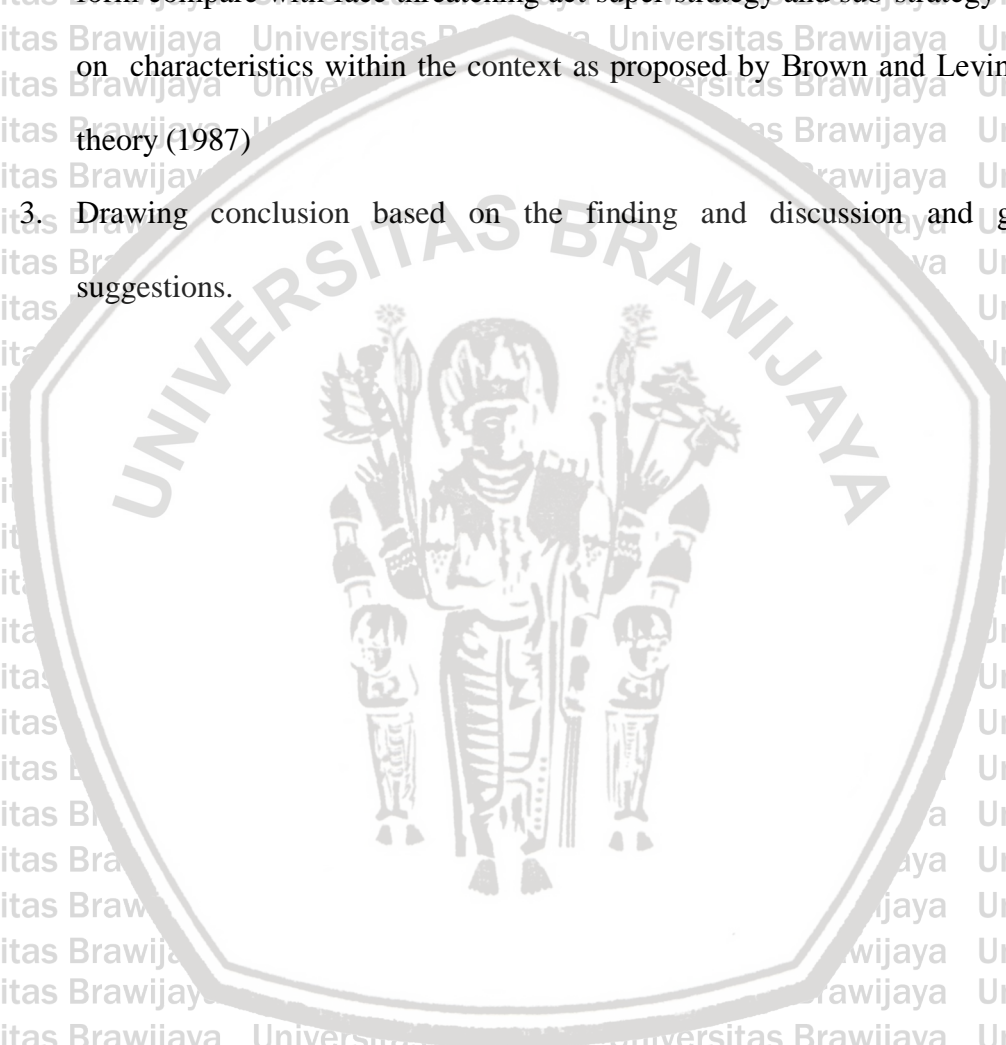 form compare with face threatening act super strategy and sub strategy
on characteristics within the context as proposed by Brown and Levin
theory (1987)
3. Drawing conclusion based on the finding and discussion and g
suggestions.
UNIVERSITAS BRAWIJAYA